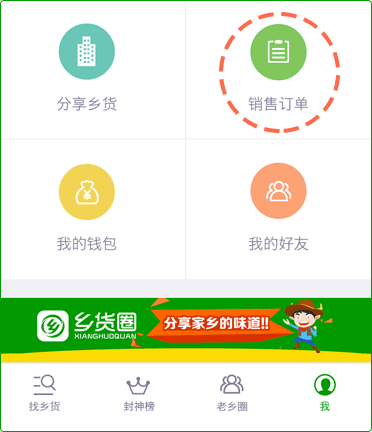 分享乡货
销售订单
我的钱包
我的好友
乡货圈
XIANGHUOQUAN
分享家乡的味道!!
找乡货
封神榜
老乡圈
我